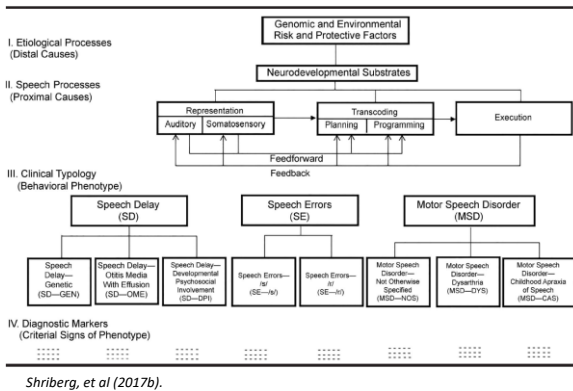 Genomic and Environmental
Risk and Protective Factors
I. Etiological Processes
(Distal Causes)
Neurodevelopmental Substrates
II. Speech Processes
(Proximal Causes)
Representation
Auditory
Somatosensory
Transcoding
Planning
Programming
Execution
Feedforward
Feedback
III. Clinical Typology
(Behavioral Phenotype)
Speech Delay
(SD)
Speech Errors
(SE)
Motor Speech Disorder
(MSD)
Speech
Delay—
Genetic
(SD—GEN)
Speech Delay—
Otitis Media
With Effusion
(SD—OME)
Speech
Delay—
Developmental
Psychosocial
Involvement
(SD—DPI)
Speech Errors—
/s/
(SE—/s/)
Speech Errors—
/r/
(SE—/r/)
Motor Speech
Disorder—
Not Otherwise
Specified
(MSD—NOS)
Motor Speech
Disorder—
Dysarthria
(MSD—DYS)
Motor Speech
Disorder—
Childhood Apraxia
of Speech
(MSD—CAS)
IV. Diagnostic Markers
(Criterial Signs of Phenotype)
Shriberg, et al (2017b).